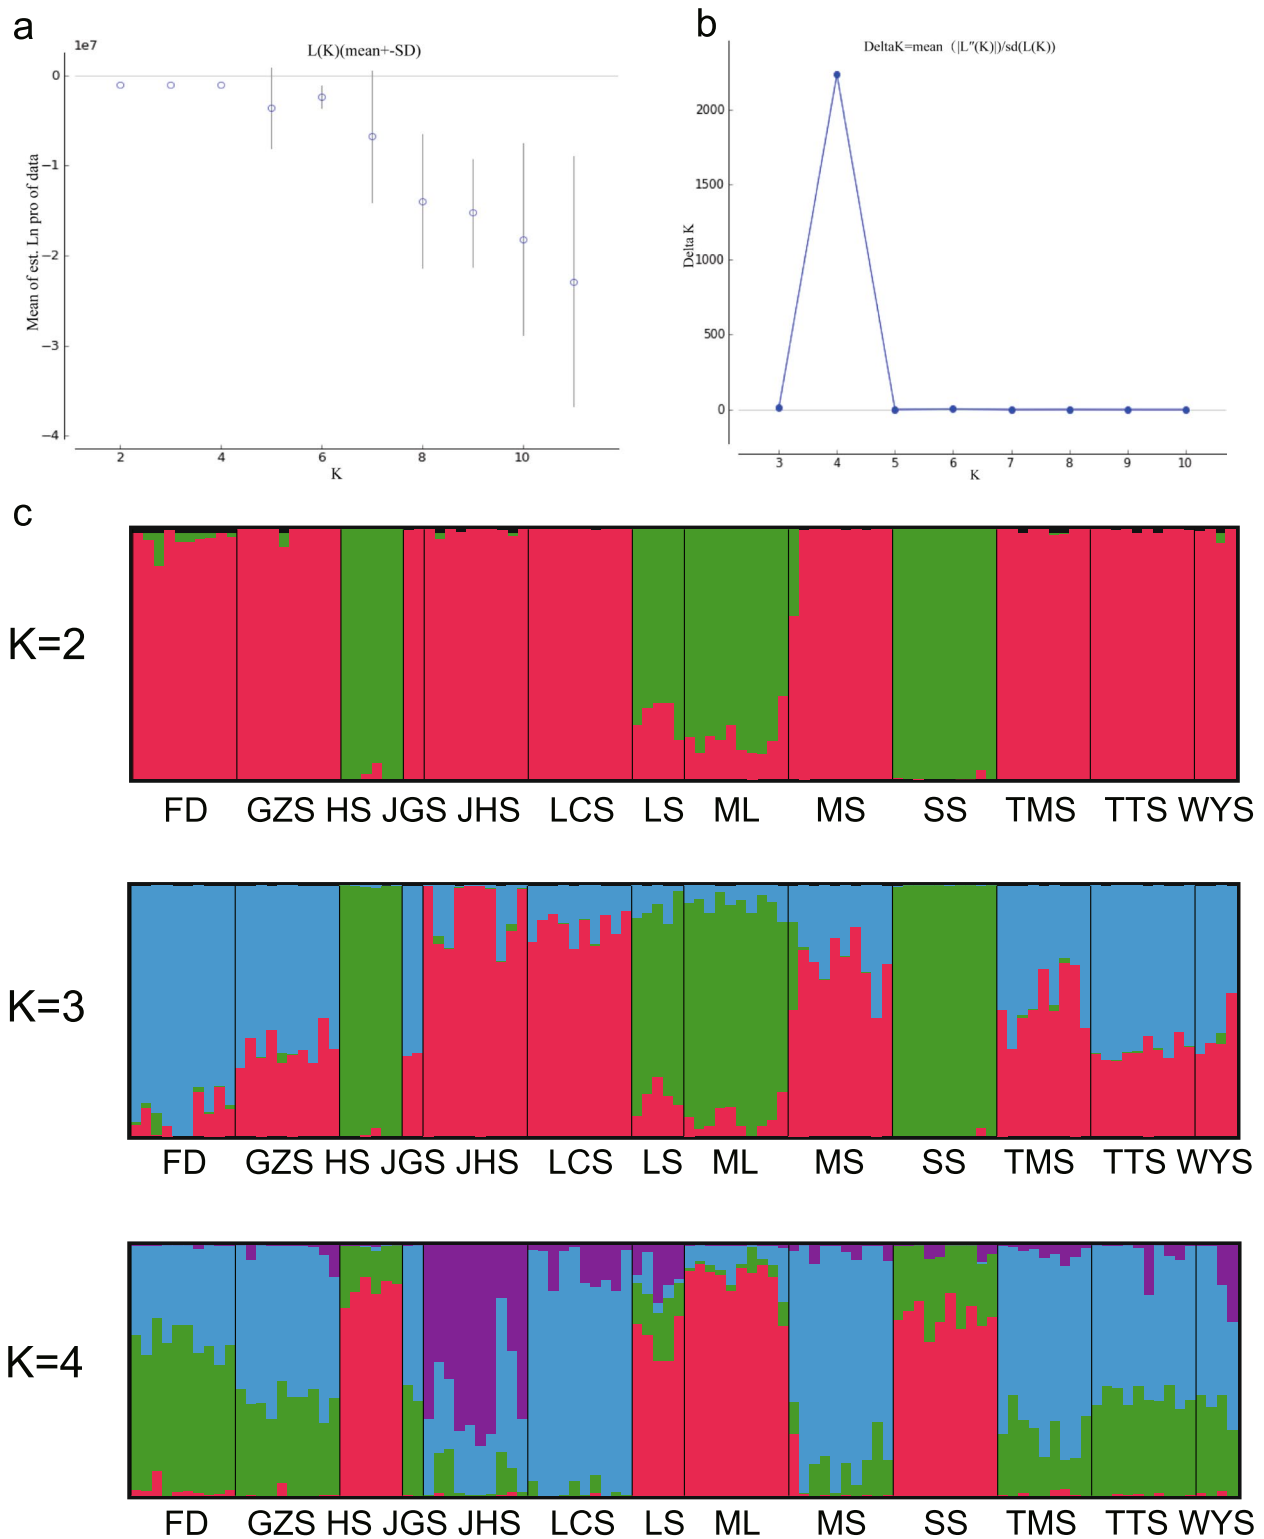 a
1e7
L(K)(mean+-SD)
0
−1
−2
−3
−4
Mean of est. Ln pro of data
2 4 6 8 10
K
b
DeltaK=mean（|L″(K)|)/sd(L(K))
2000
1500
1000
500
0
Delta K
3 4 5 6 7 8 9 10
K
c
K=2
FD GZS HS JGS JHS LCS LS ML MS SS TMS TTS WYS
K=3
FD GZS HS JGS JHS LCS LS ML MS SS TMS TTS WYS
K=4
FD GZS HS JGS JHS LCS LS ML MS SS TMS TTS WYS